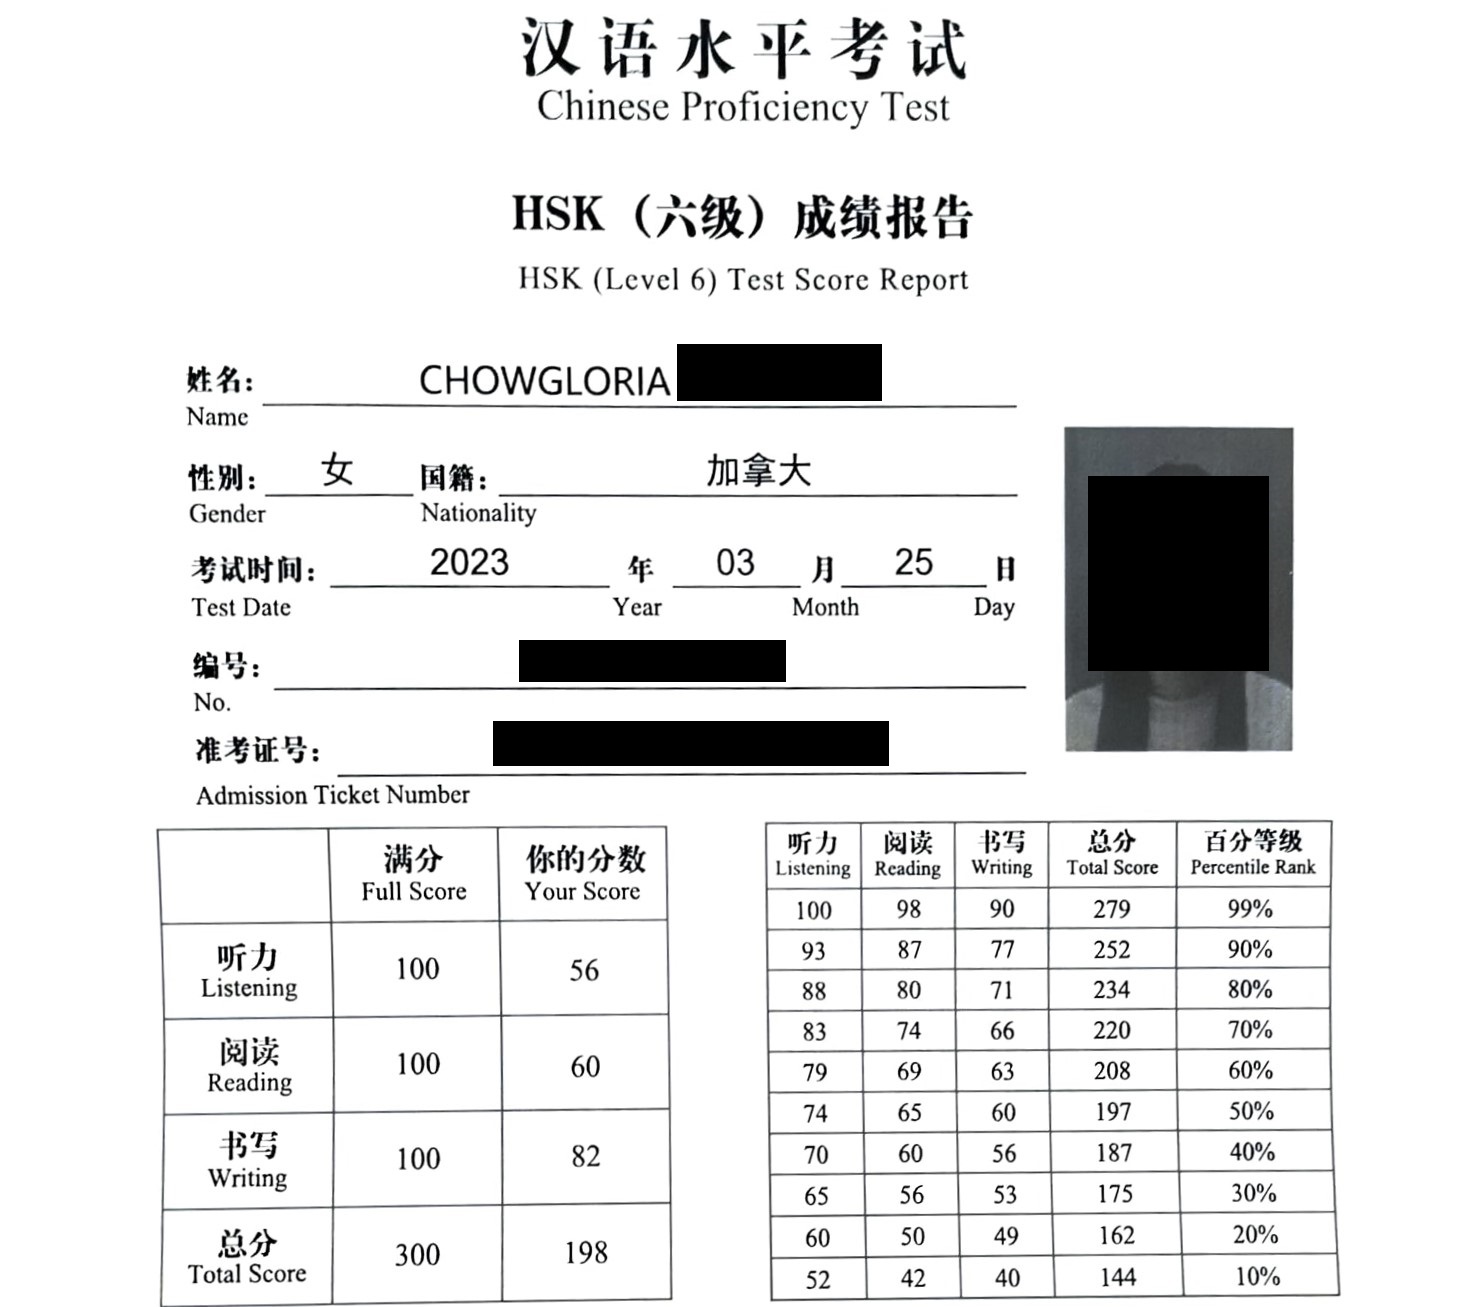 汉语水平考试
Chinese Proficiency Test
HSK（六级）成绩报告
HSK (Level 6) Test Score Report
姓名： CHOWGLORIA
Name
性别： 女 国籍： 加拿大
Gender Nationality
考试时间： 2023 年 03 月 25 日
Test Date Year Month Day
编号：
No.
准考证号：
Admission Ticket Number
满分 你的分数
Full Score Your Score
听力 100 56
Listening
阅读 100 60
Reading
书写 100 82
Writing
总分 300 198
Total Score
听力 阅读 书写 总分 百分等级
Listening Reading Writing Total Score Percentile Rank
100 98 90 279 99%
93 87 77 252 90%
88 80 71 234 80%
83 74 66 220 70%
79 69 63 208 60%
74 65 60 197 50%
70 60 56 187 40%
65 56 53 175 30%
60 50 49 162 20%
52 42 40 144 10%